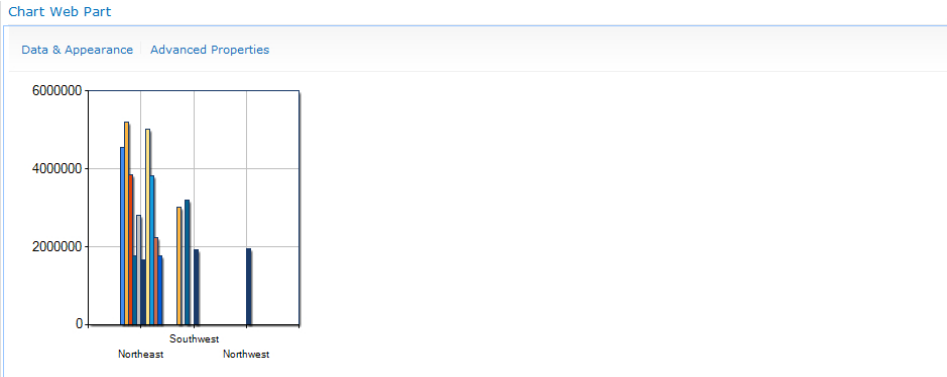 Chart Web Part
Data & Appearance Advanced Properties
6000000
4000000
2000000
0
Southwest
Northeast Northwest